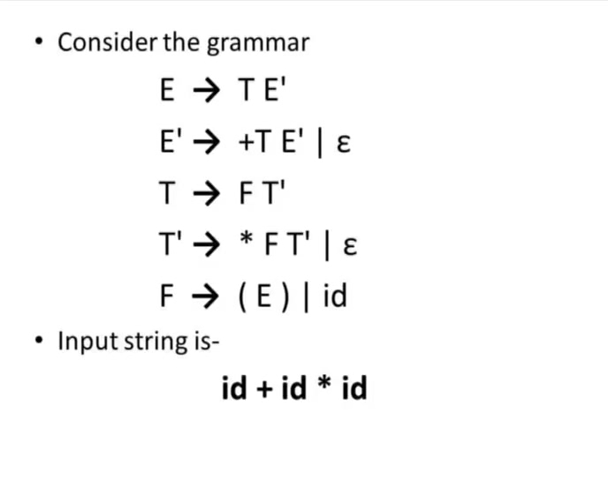 • Consider the grammar
E → T E'
E' → +T E' | ε
T → F T'
T' → * F T' | ε
F → ( E ) | id
• Input string is-
id + id * id